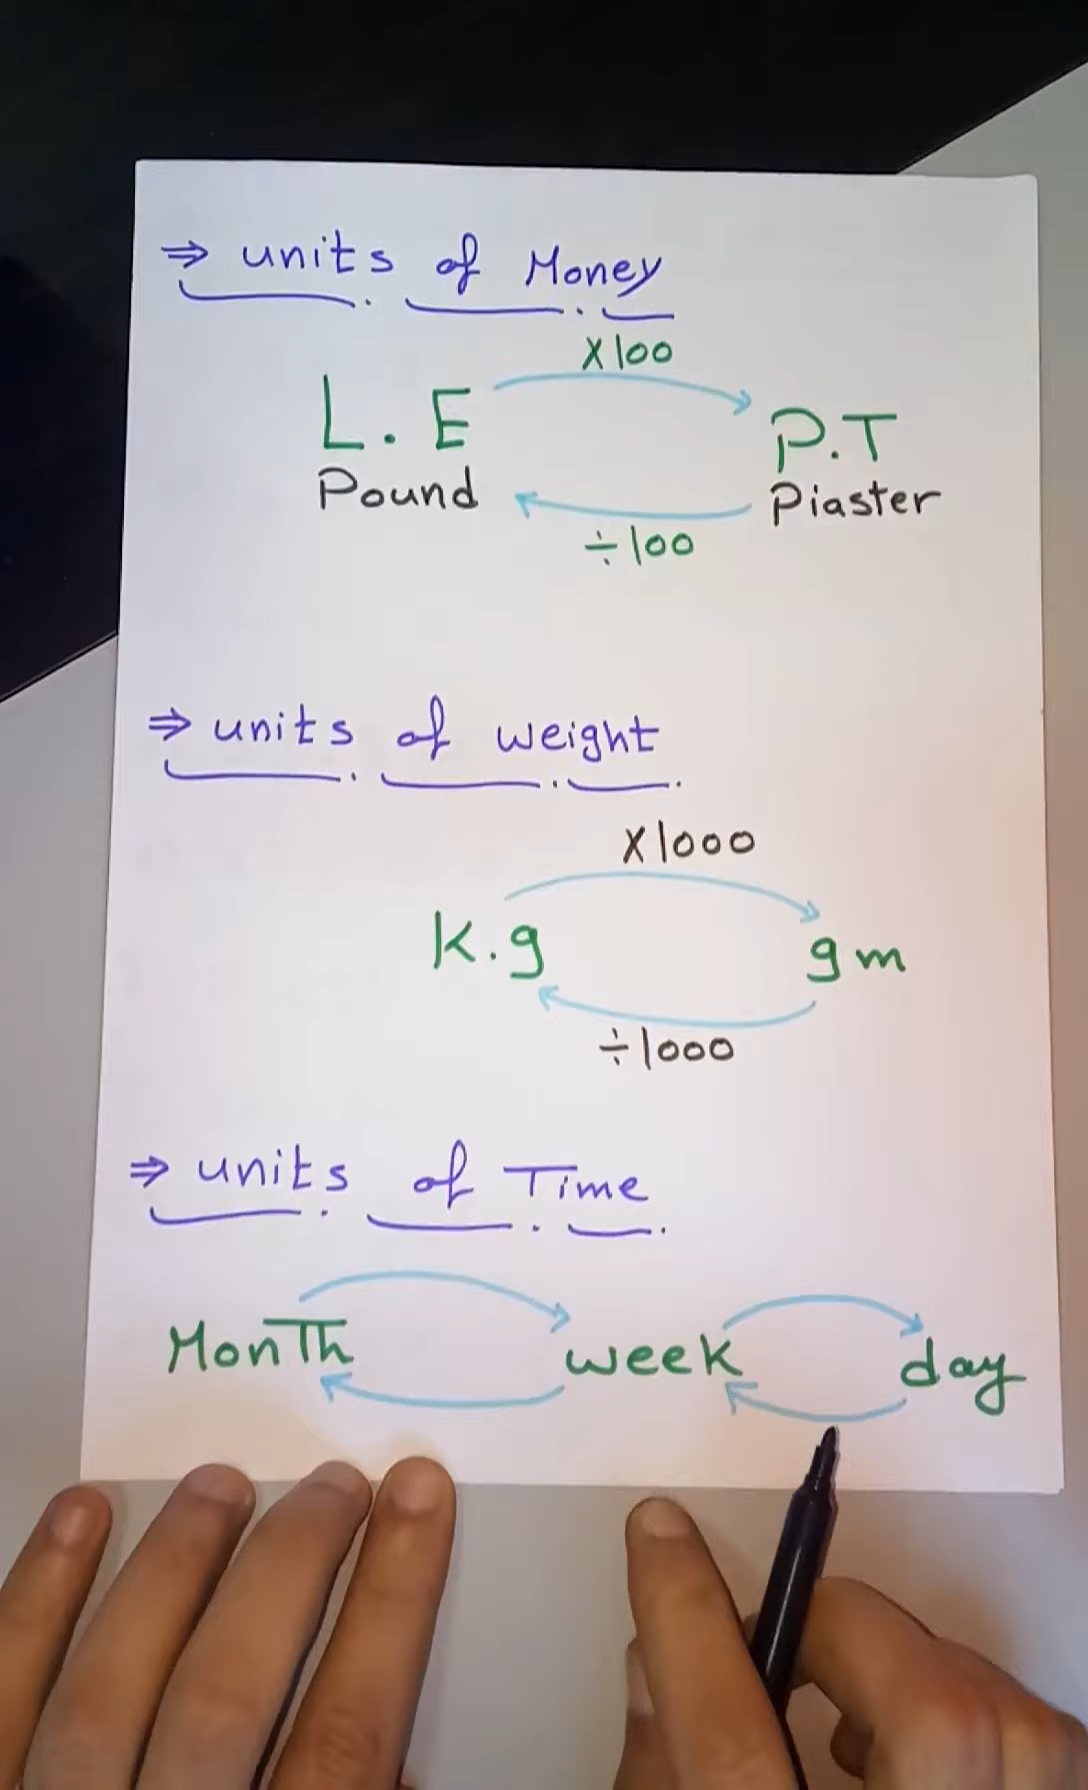 ⇒ units of Money
X100
L.E P.T
Pound Piaster
÷100
⇒ units of weight
X1000
K.g gm
÷1000
⇒ units of Time
Month week day